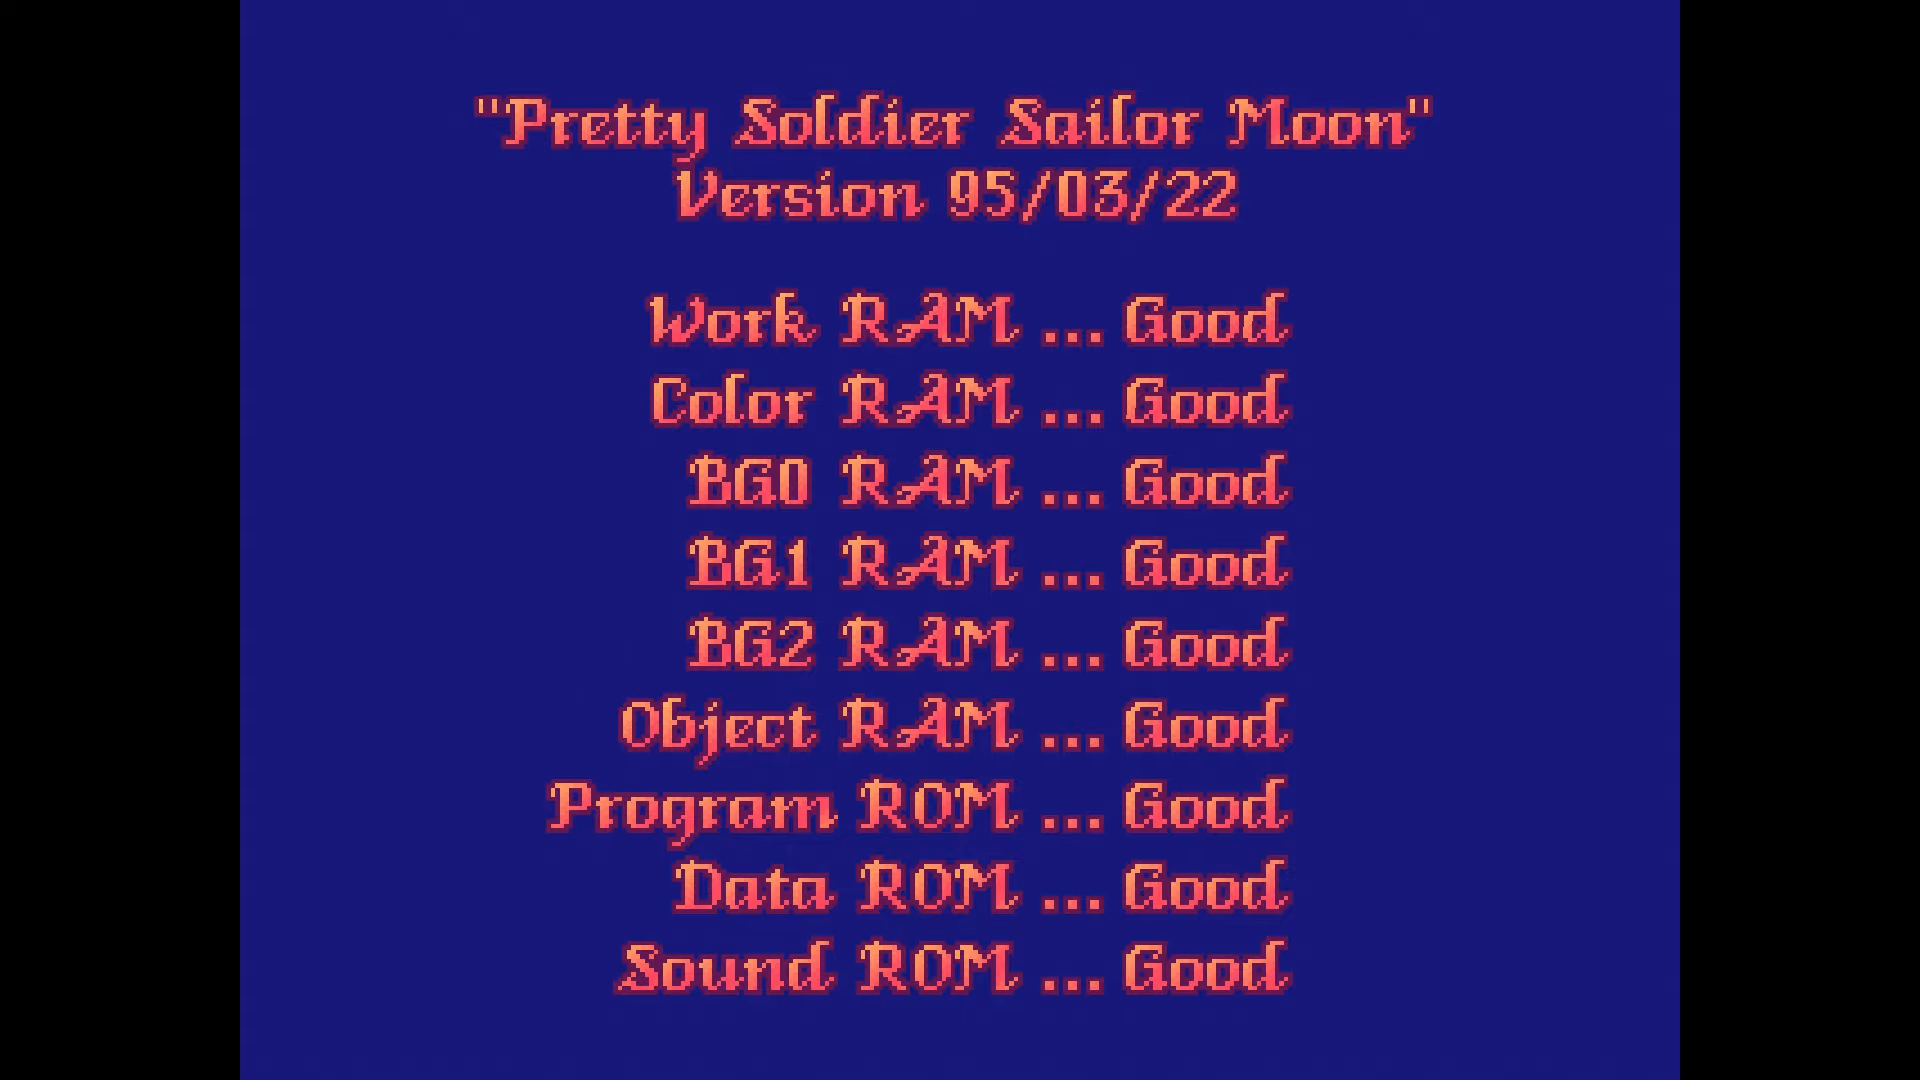 "Pretty Soldier Sailor Moon"
Version 95/03/22
Work RAM ... Good
Color RAM ... Good
BG0 RAM ... Good
BG1 RAM ... Good
BG2 RAM ... Good
Object RAM ... Good
Program ROM ... Good
Data ROM ... Good
Sound ROM ... Good